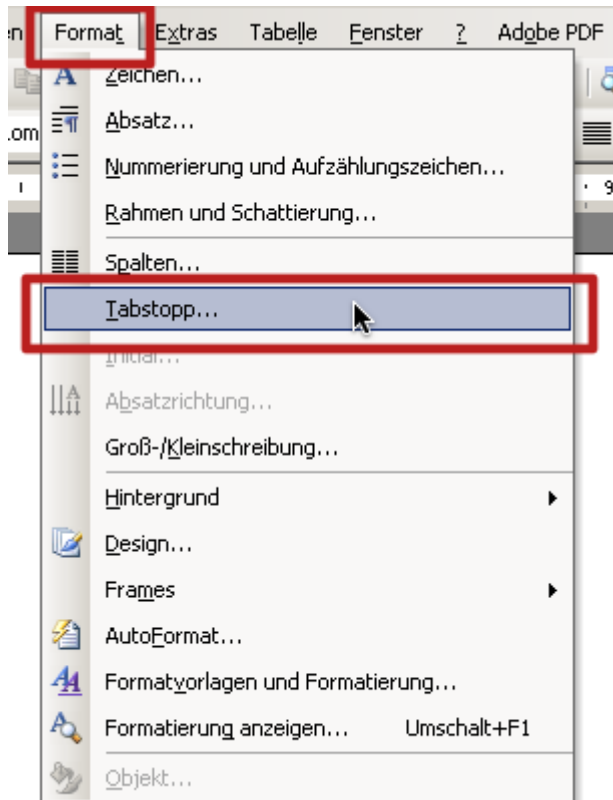 n Format Extras Tabelle Fenster ? Adobe PDF
A Zeichen...
om Absatz...
Nummerierung und Aufzählungszeichen...
9
Rahmen und Schattierung...
Spalten...
Tabstopp...
Initial...
Absatzrichtung...
Groß-/Kleinschreibung...
Hintergrund
Design...
Frames
AutoFormat...
Formatvorlagen und Formatierung...
Formatierung anzeigen... Umschalt+F1
Objekt...